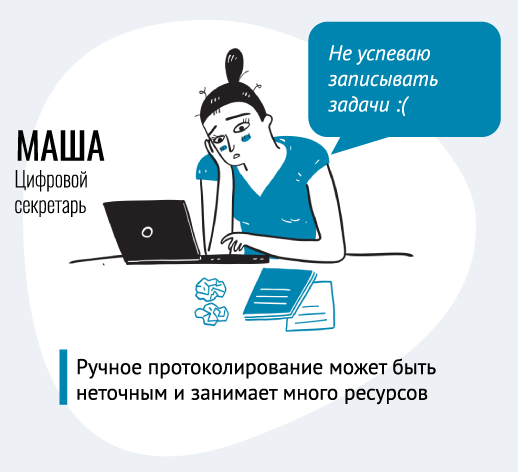 Не успеваю
записывать
задачи :(
МАША
Цифровой
секретарь
Ручное протоколирование может быть
неточным и занимает много ресурсов